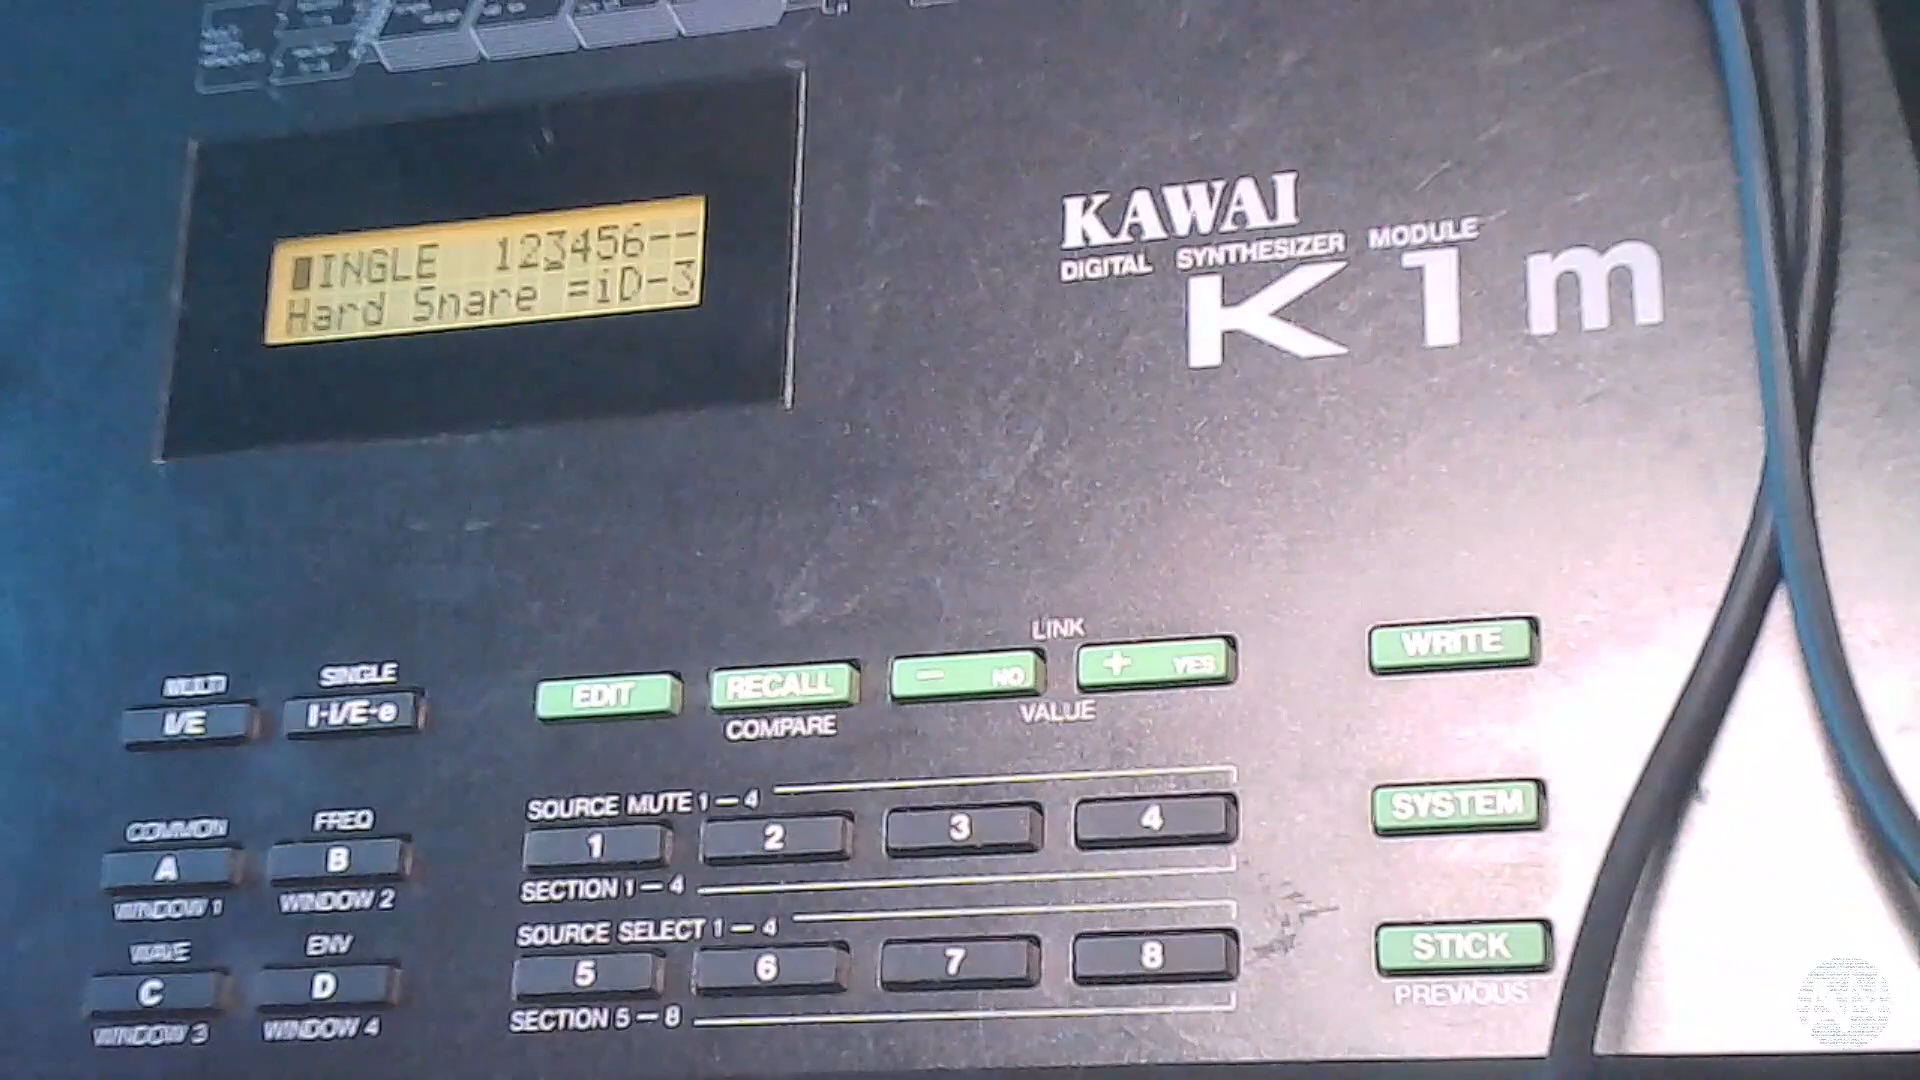 INGLE 123456--
Hard Snare =iD-3
KAWAI
DIGITAL SYNTHESIZER MODULE
K1m
LINK
MULTI SINGLE
I/E I-I/E-e EDIT RECALL - NO + YES WRITE
COMPARE VALUE
SOURCE MUTE 1-4
COMMON FREQ
A B 1 2 3 4 SYSTEM
WINDOW 1 WINDOW 2 SECTION 1-4
SOURCE SELECT 1-4
WAVE ENV
C D 5 6 7 8 STICK
PREVIOUS
WINDOW 3 WINDOW 4 SECTION 5-8